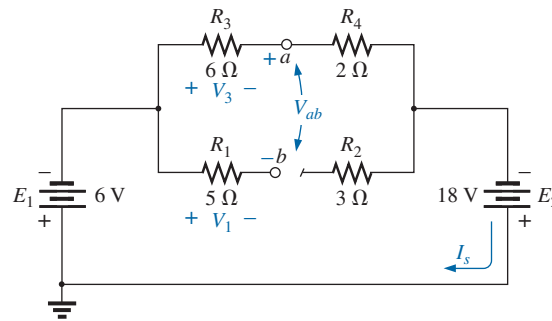 R3 R4
+ a
6 Ω 2 Ω
+ V3 −
Vab
R1 − b R2
− −
E1 6 V 5 Ω 3 Ω 18 V E
+ + V1 − +
Is